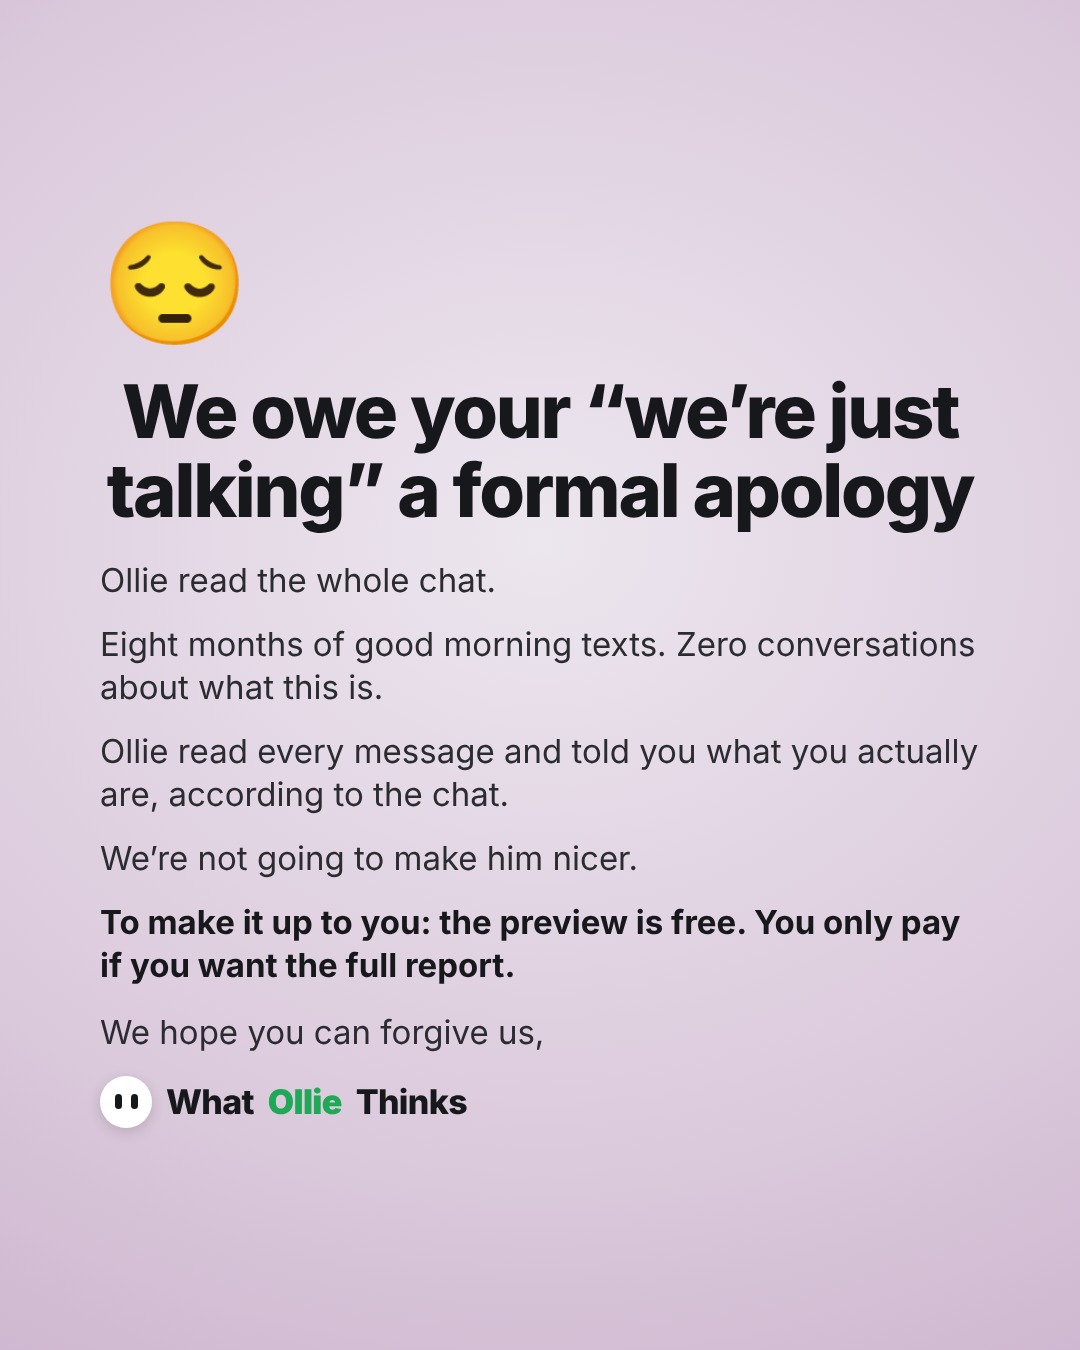 We owe your “we’re just
talking” a formal apology
Ollie read the whole chat.
Eight months of good morning texts. Zero conversations
about what this is.
Ollie read every message and told you what you actually
are, according to the chat.
We’re not going to make him nicer.
To make it up to you: the preview is free. You only pay
if you want the full report.
We hope you can forgive us,
What Ollie Thinks